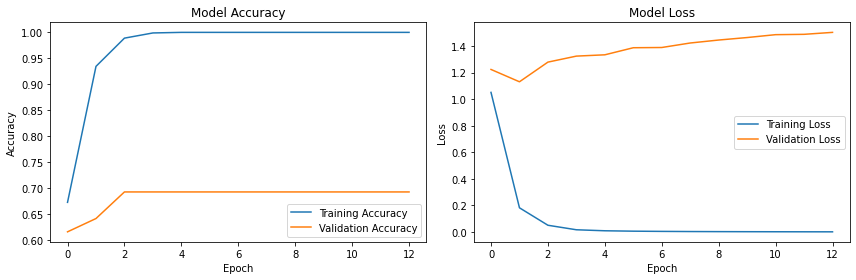 Model Accuracy
1.00
0.95
0.90
0.85
0.80
0.75
0.70
0.65
0.60
Accuracy
0 2 4 6 8 10 12
Epoch
Training Accuracy
Validation Accuracy
Model Loss
1.4
1.2
1.0
0.8
0.6
0.4
0.2
0.0
Loss
0 2 4 6 8 10 12
Epoch
Training Loss
Validation Loss